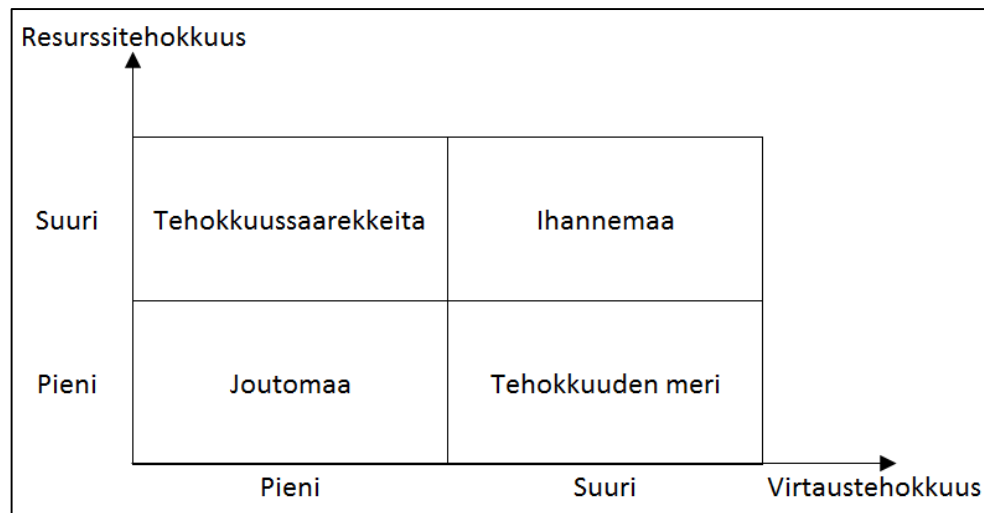 Resurssitehokkuus
Suuri Tehokkuussaarekkeita Ihannemaa
Pieni Joutomaa Tehokkuuden meri
Pieni Suuri Virtaustehokkuus